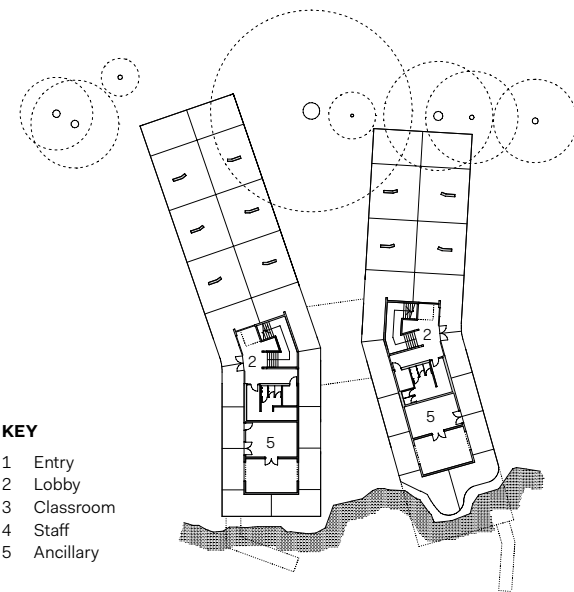 2
2
5
5
KEY
1 Entry
2 Lobby
3 Classroom
4 Staff
5 Ancillary